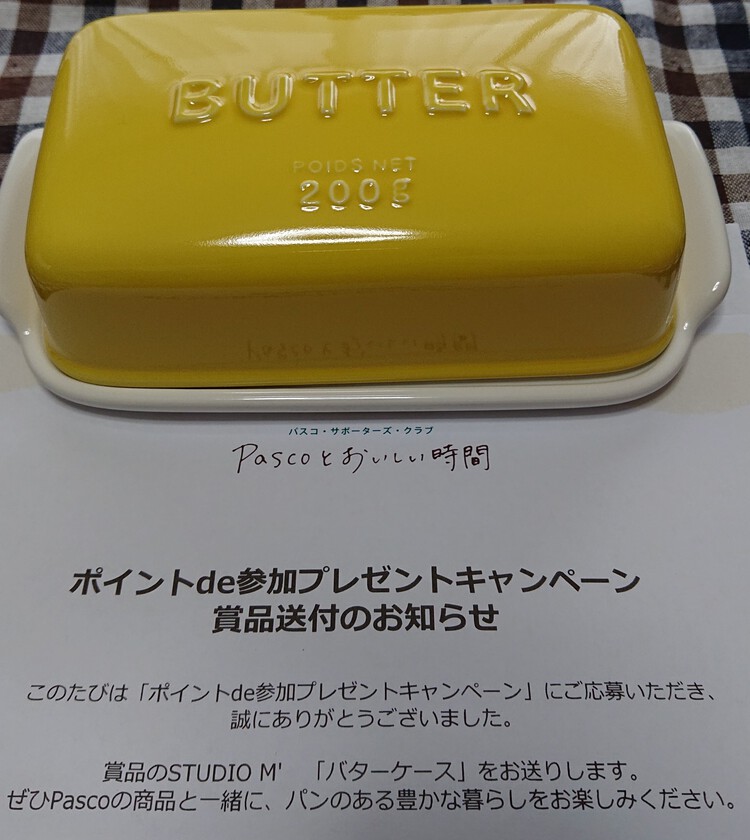 BUTTER
POIDS NET
200g
パスコ・サポーターズ・クラブ
Pascoとおいしい時間
ポイントde参加プレゼントキャンペーン
賞品送付のお知らせ
このたびは「ポイントde参加プレゼントキャンペーン」にご応募いただき、
誠にありがとうございました。
賞品のSTUDIO M' 「バターケース」をお送りします。
ぜひPascoの商品と一緒に、パンのある豊かな暮らしをお楽しみください。